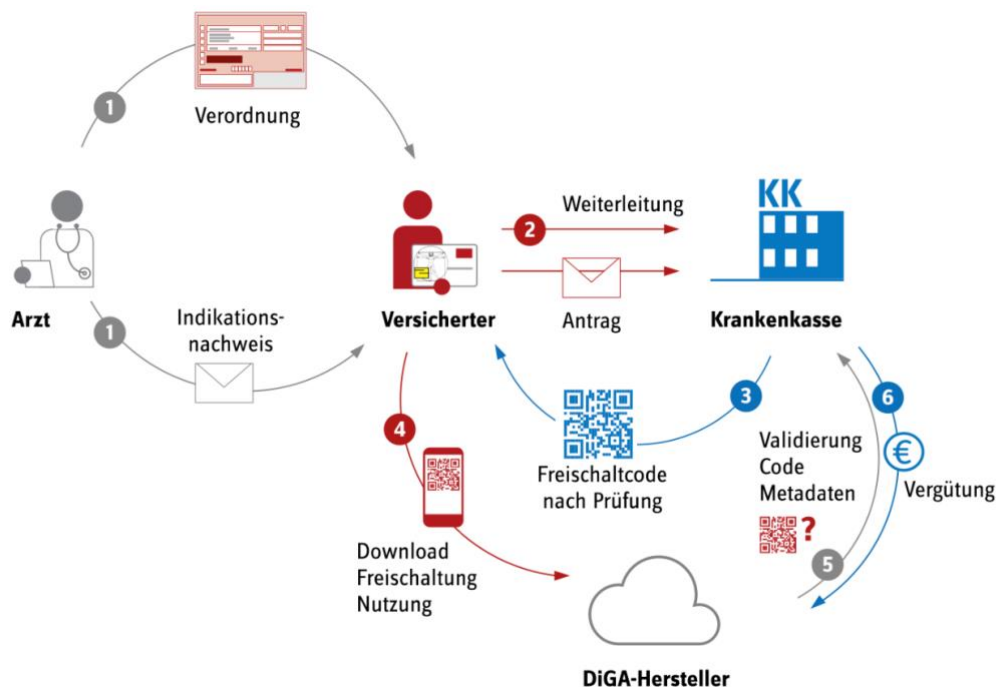 1
Verordnung
Arzt
1
Indikations-
nachweis
Versicherter
2
Weiterleitung
Antrag
KK
Krankenkasse
3
Freischaltcode
nach Prüfung
4
Download
Freischaltung
Nutzung
Validierung
Code
Metadaten
?
5
6
€
Vergütung
DiGA-Hersteller